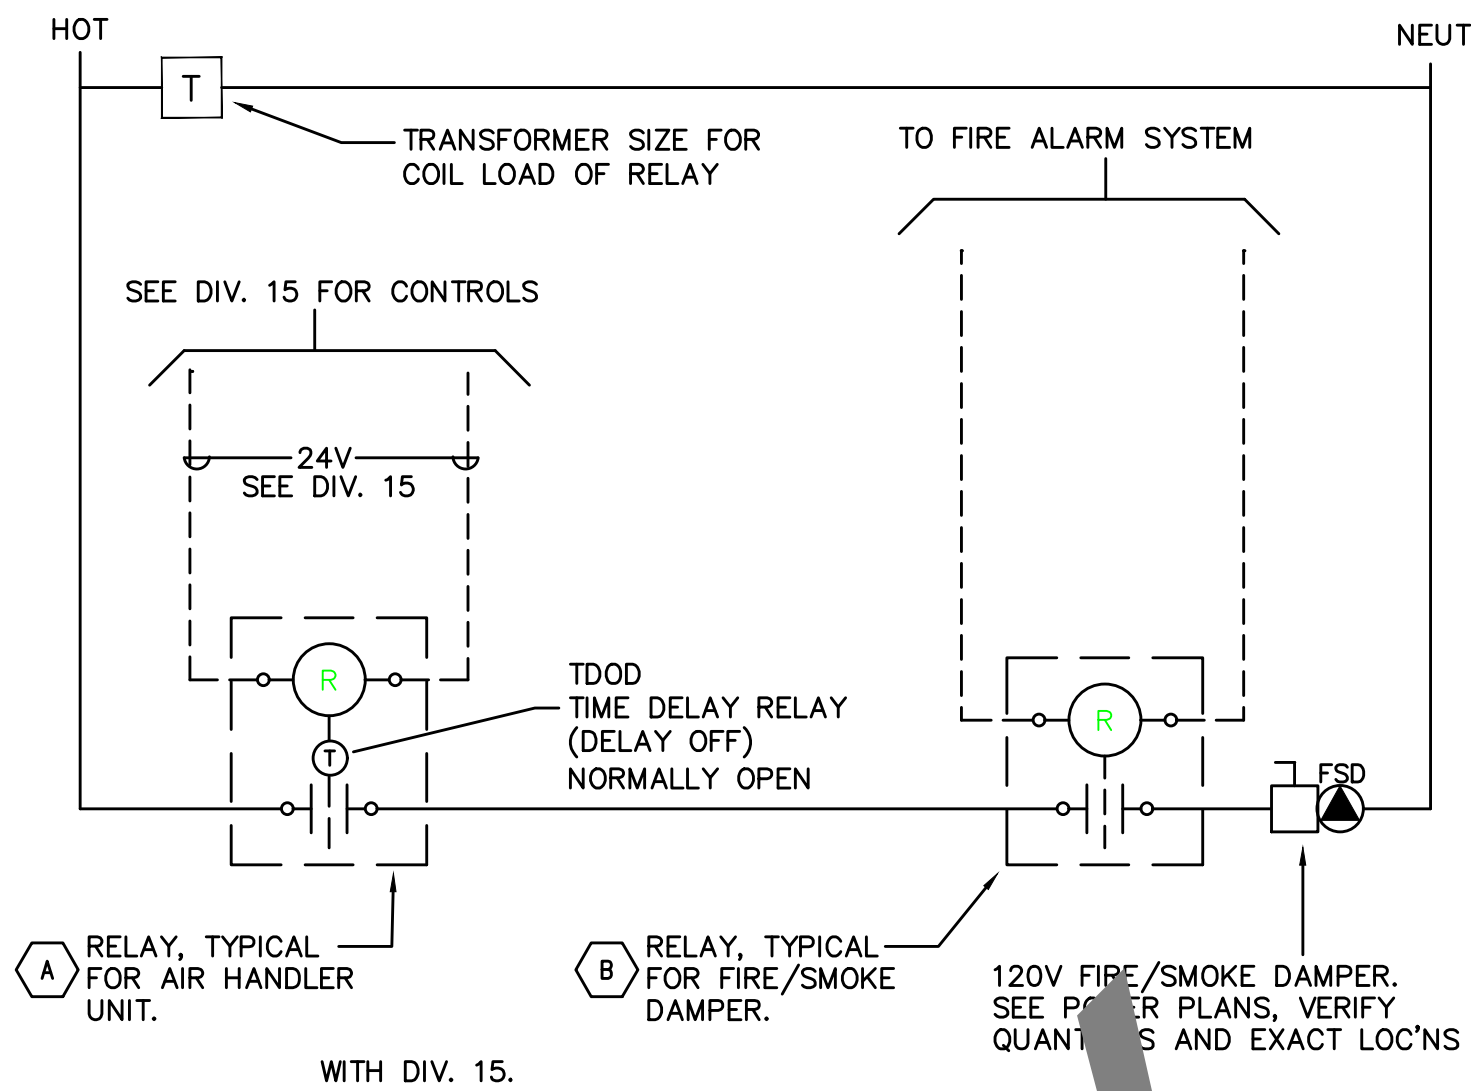 HOT
NEUT
T
TRANSFORMER SIZE FOR
COIL LOAD OF RELAY
TO FIRE ALARM SYSTEM
SEE DIV. 15 FOR CONTROLS
24V
SEE DIV. 15
R
T
TDOD
TIME DELAY RELAY
(DELAY OFF)
NORMALLY OPEN
R
FSD
A
RELAY, TYPICAL
FOR AIR HANDLER
UNIT.
B
RELAY, TYPICAL
FOR FIRE/SMOKE
DAMPER.
120V FIRE/SMOKE DAMPER.
SEE PLANS, VERIFY
AND EXACT LOC'NS
WITH DIV. 15.